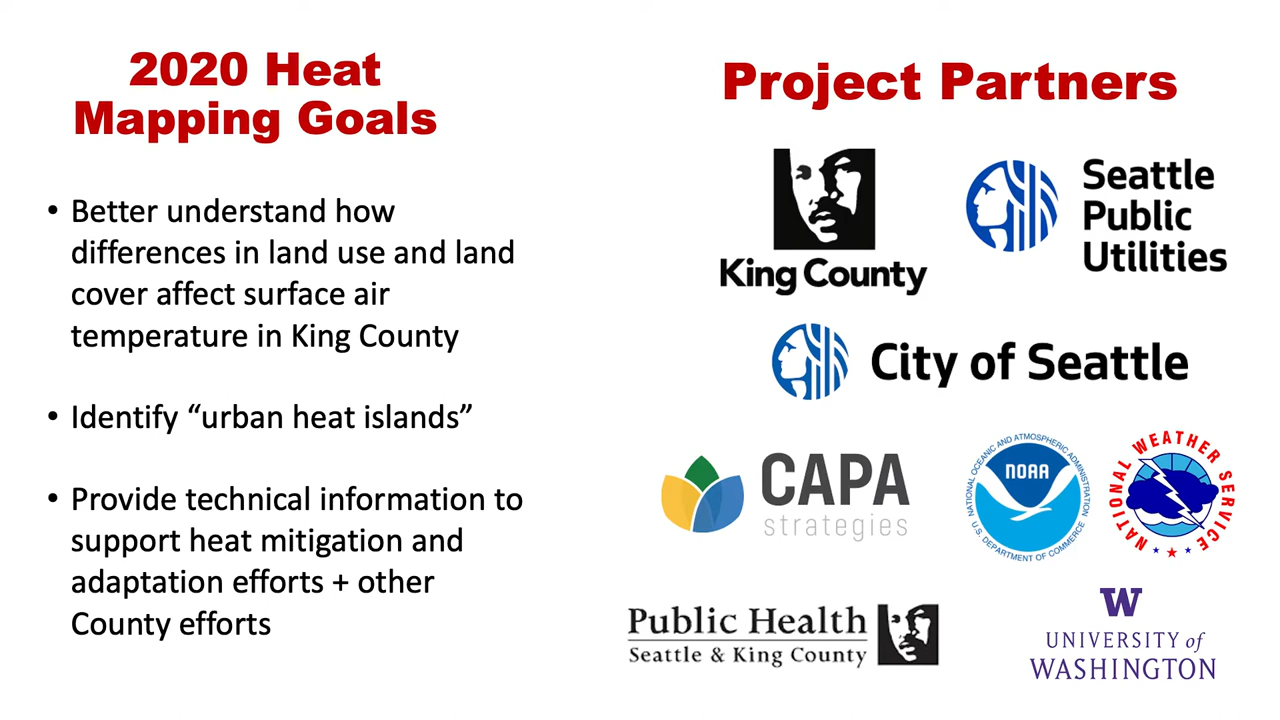 2020 Heat
Mapping Goals
• Better understand how
differences in land use and land
cover affect surface air
temperature in King County
• Identify “urban heat islands”
• Provide technical information to
support heat mitigation and
adaptation efforts + other
County efforts
Project Partners
King County
Seattle
Public
Utilities
City of Seattle
CAPA
strategies
NATIONAL OCEANIC AND ATMOSPHERIC ADMINISTRATION
NOAA
U.S. DEPARTMENT OF COMMERCE
NATIONAL WEATHER SERVICE
Public Health
Seattle & King County
W
UNIVERSITY of
WASHINGTON